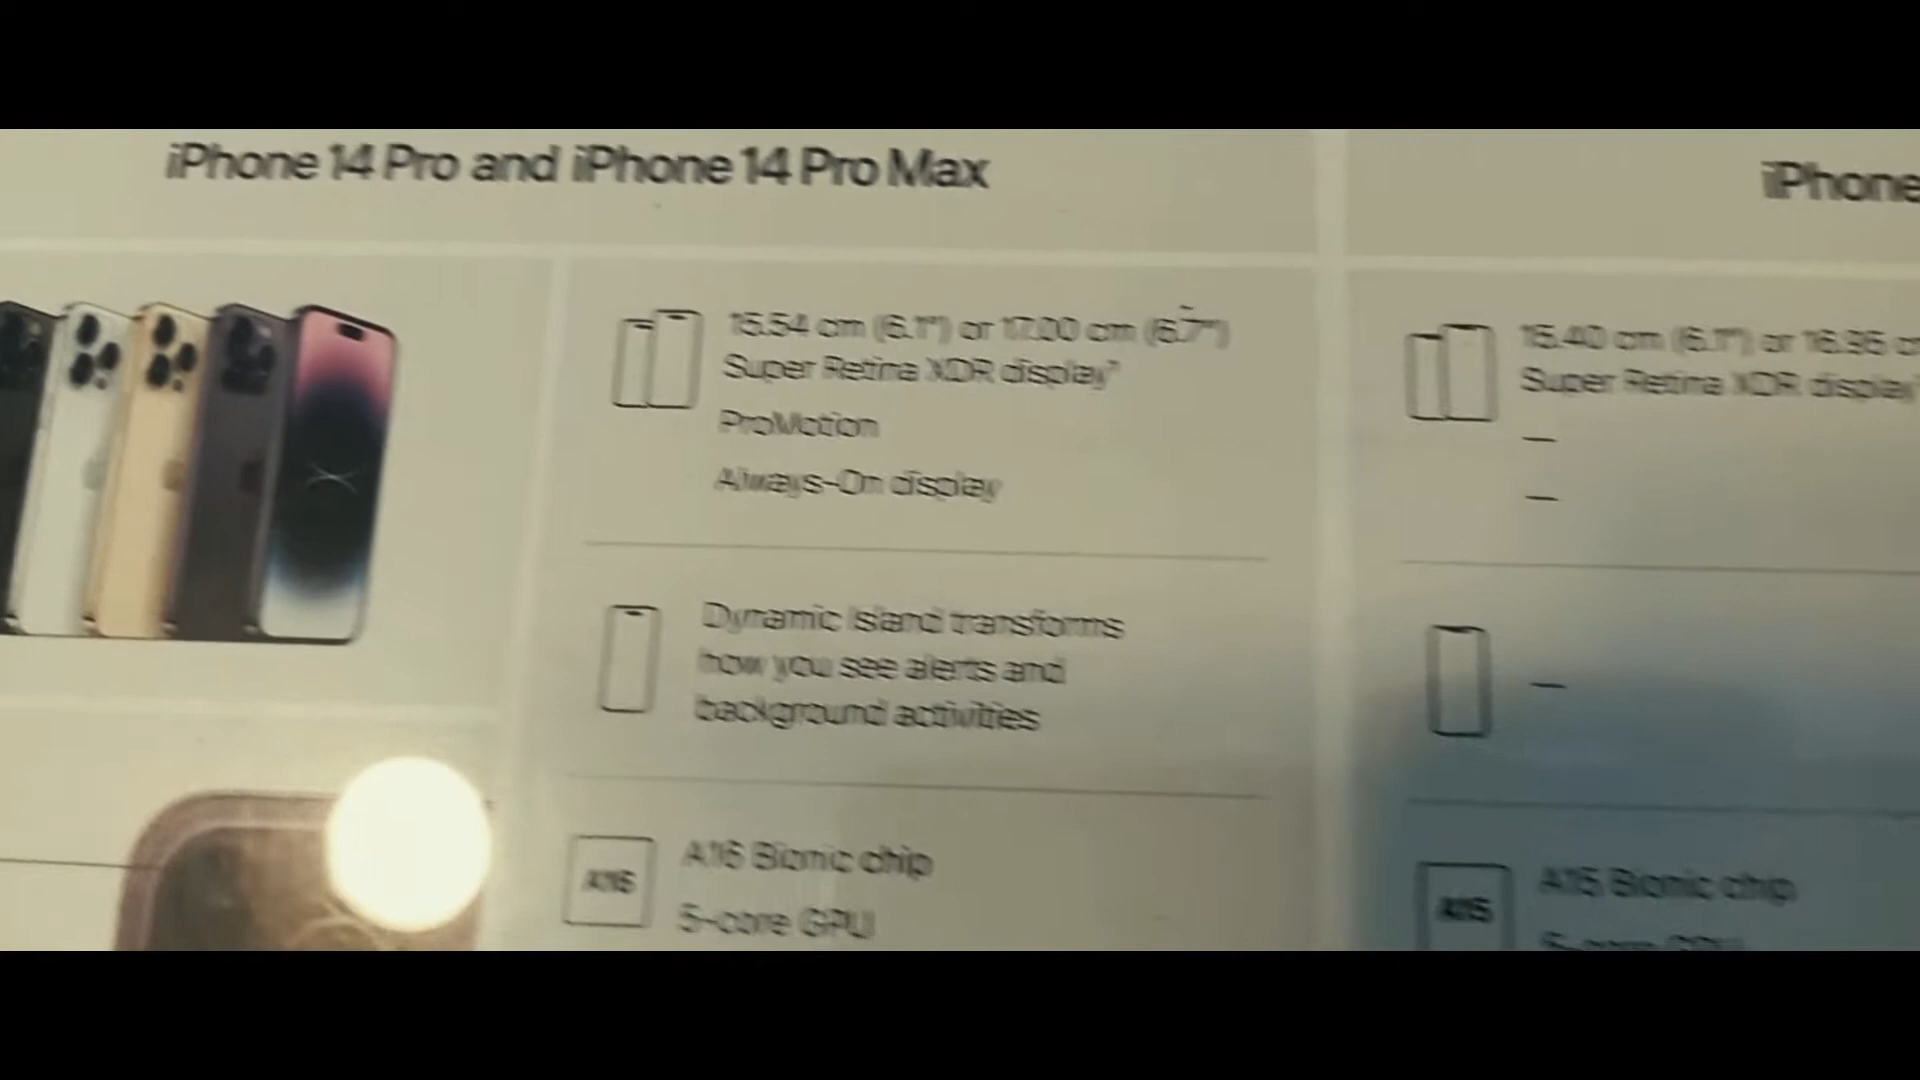 iPhone 14 Pro and iPhone 14 Pro Max
15.54 cm (6.1") or 17.00 cm (6.7")
Super Retina XDR display
ProMotion
Always-On display
Dynamic Island transforms
how you see alerts and
background activities
A16
A16 Bionic chip
5-core GPU
iPhone
15.40 cm (6.1") or 16.95 c
Super Retina XDR display
—
—
—
A15
A15 Bionic chip